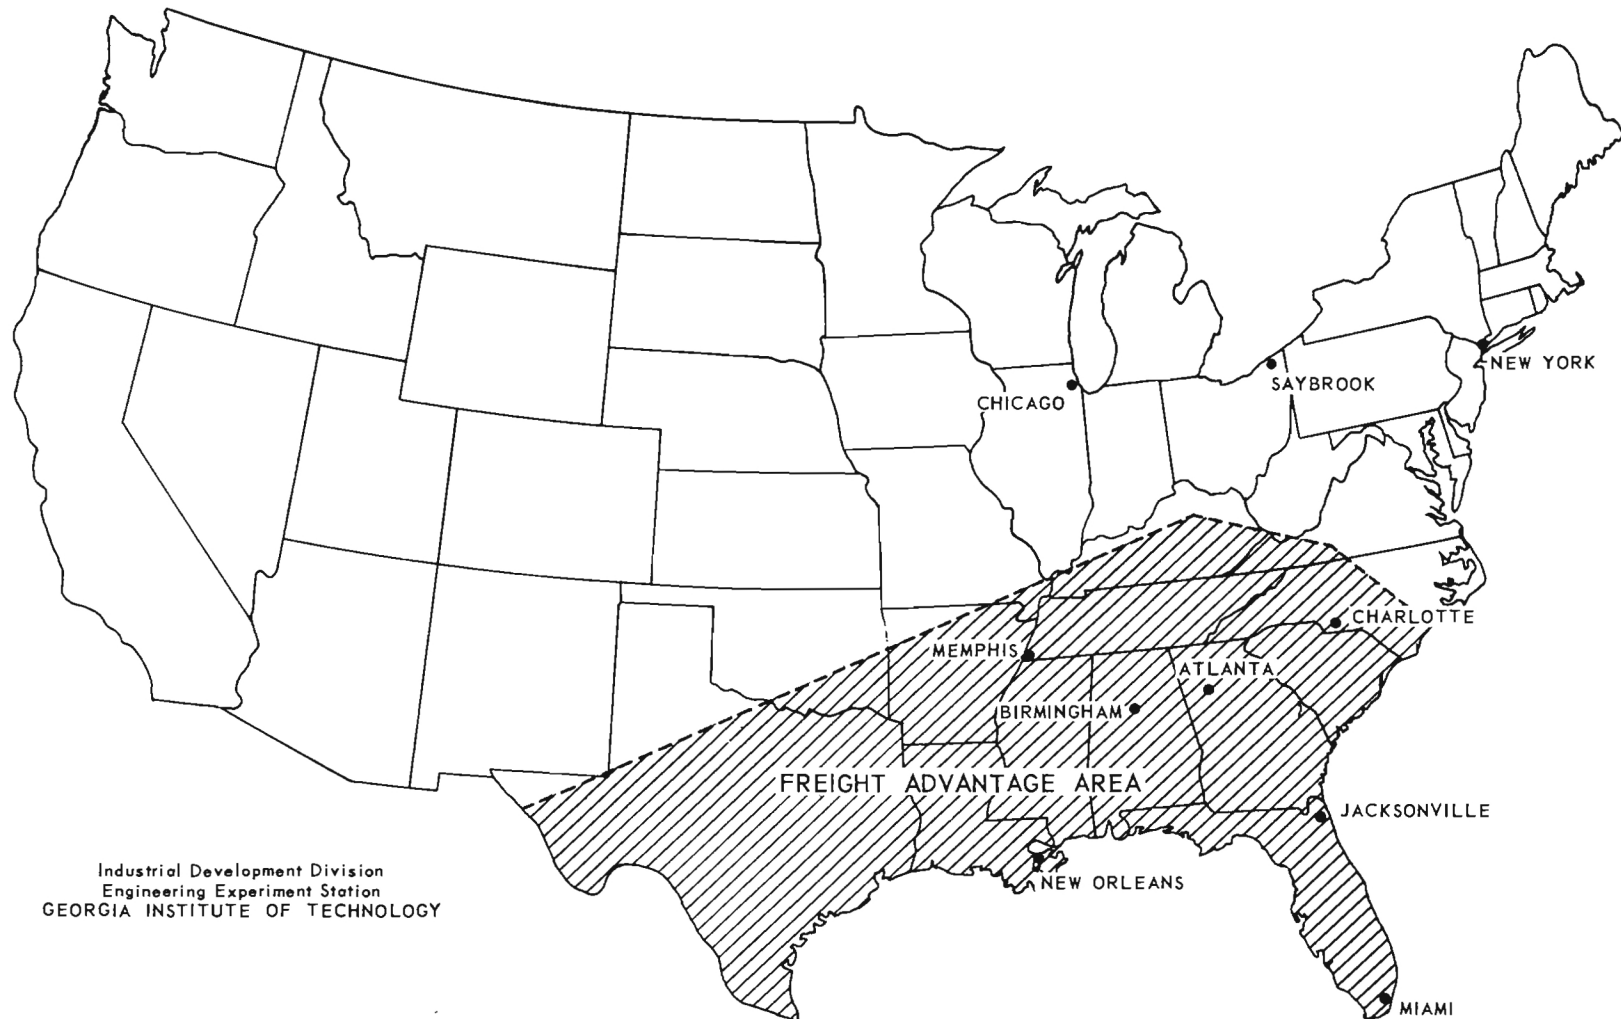 NEW YORK
SAYBROOK
CHICAGO
CHARLOTTE
MEMPHIS
ATLANTA
BIRMINGHAM
FREIGHT ADVANTAGE AREA
JACKSONVILLE
Industrial Development Division
Engineering Experiment Station
GEORGIA INSTITUTE OF TECHNOLOGY
NEW ORLEANS
MIAMI